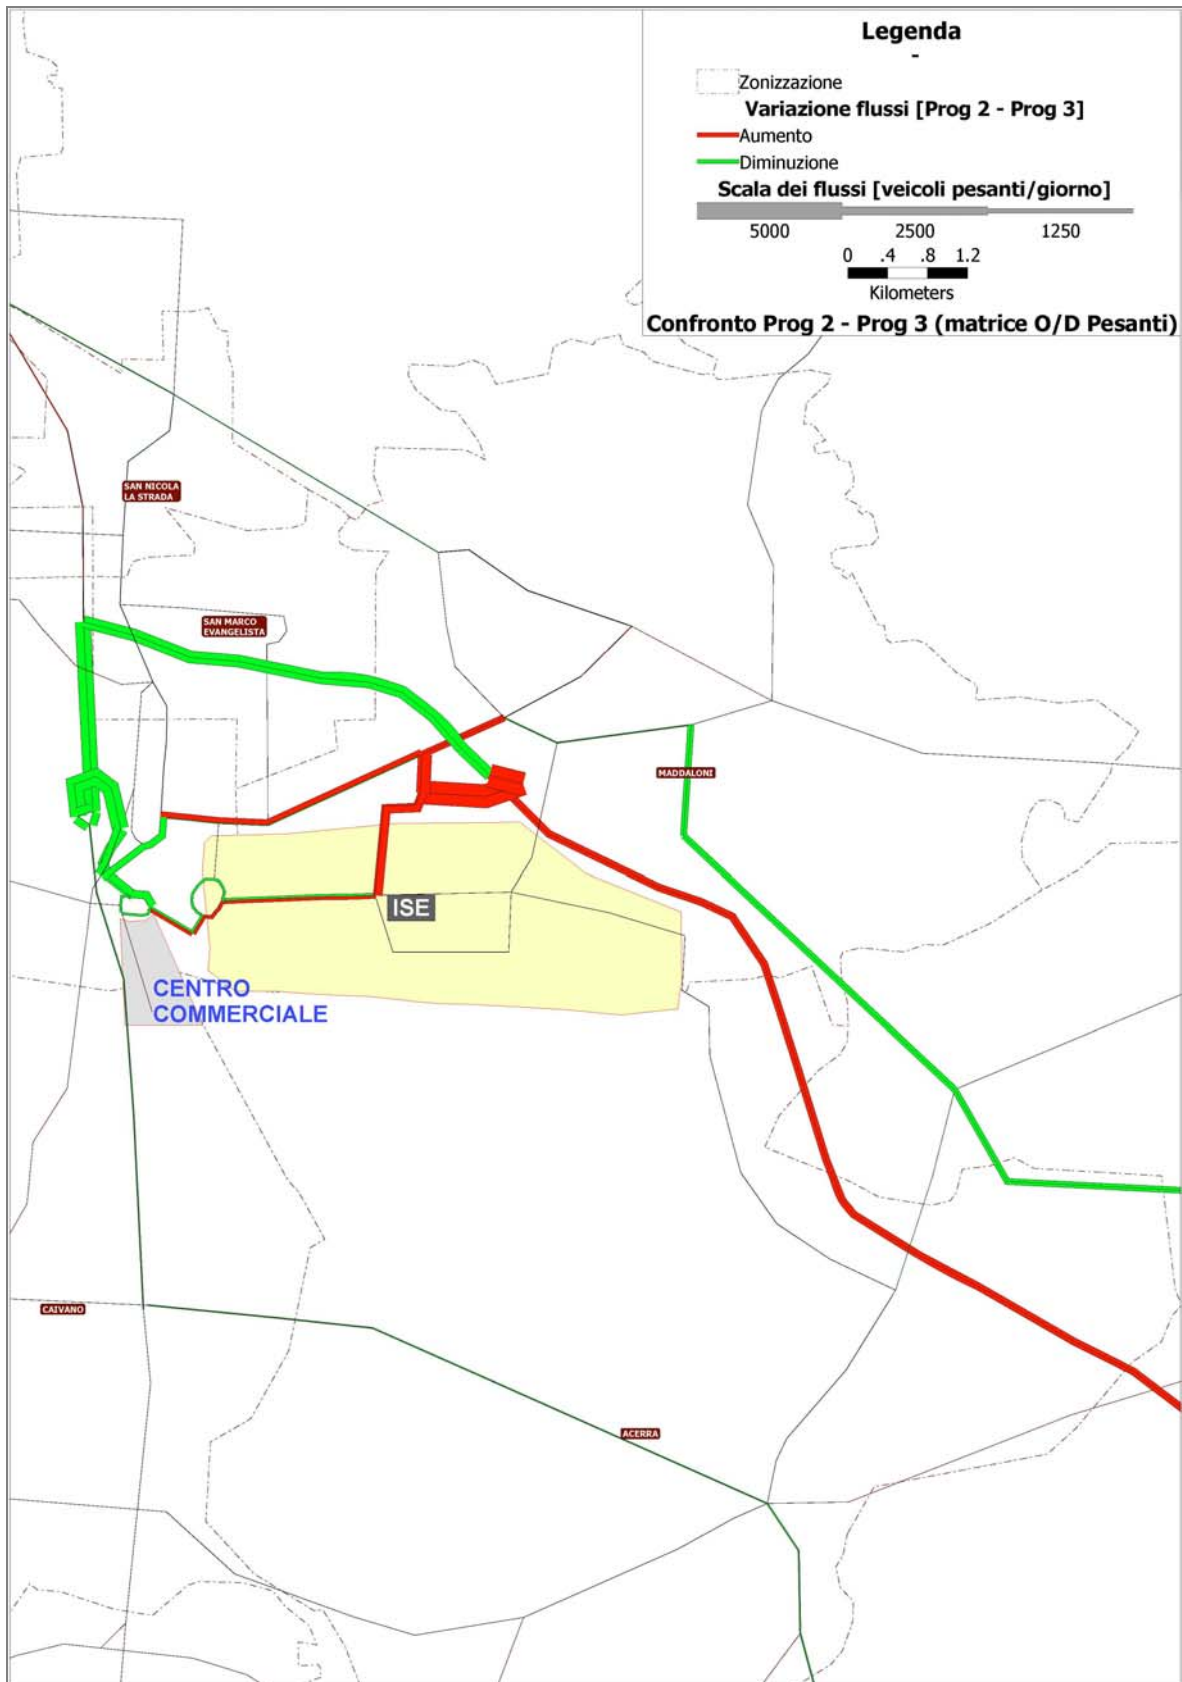 Legenda
-
Zonizzazione
Variazione flussi [Prog 2 - Prog 3]
Aumento
Diminuzione
Scala dei flussi [veicoli pesanti/giorno]
5000 2500 1250
0 .4 .8 1.2
Kilometers
Confronto Prog 2 - Prog 3 (matrice O/D Pesanti)
SAN NICOLA
LA STRADA
SAN MARCO
EVANGELISTA
MADDALONI
ISE
CENTRO
COMMERCIALE
CAIVANO
ACERRA